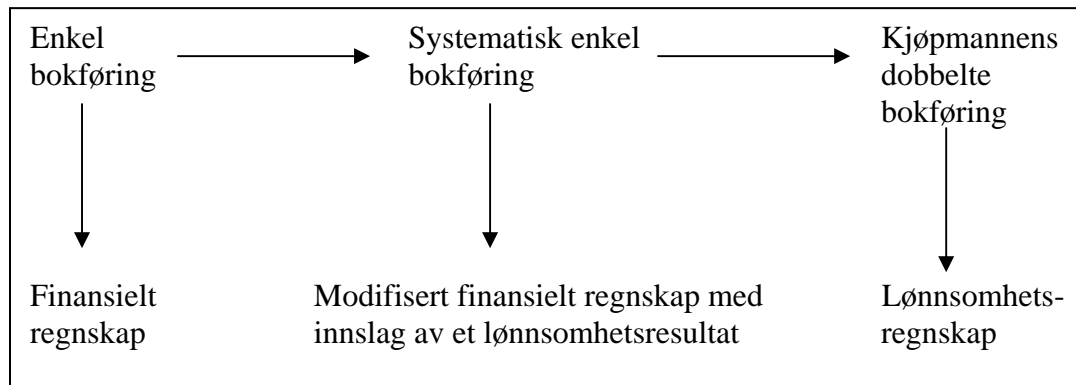 Enkel
bokføring
Systematisk enkel
bokføring
Kjøpmannens
dobbelte
bokføring
Finansielt
regnskap
Modifisert finansielt regnskap med
innslag av et lønnsomhetsresultat
Lønnsomhets-
regnskap